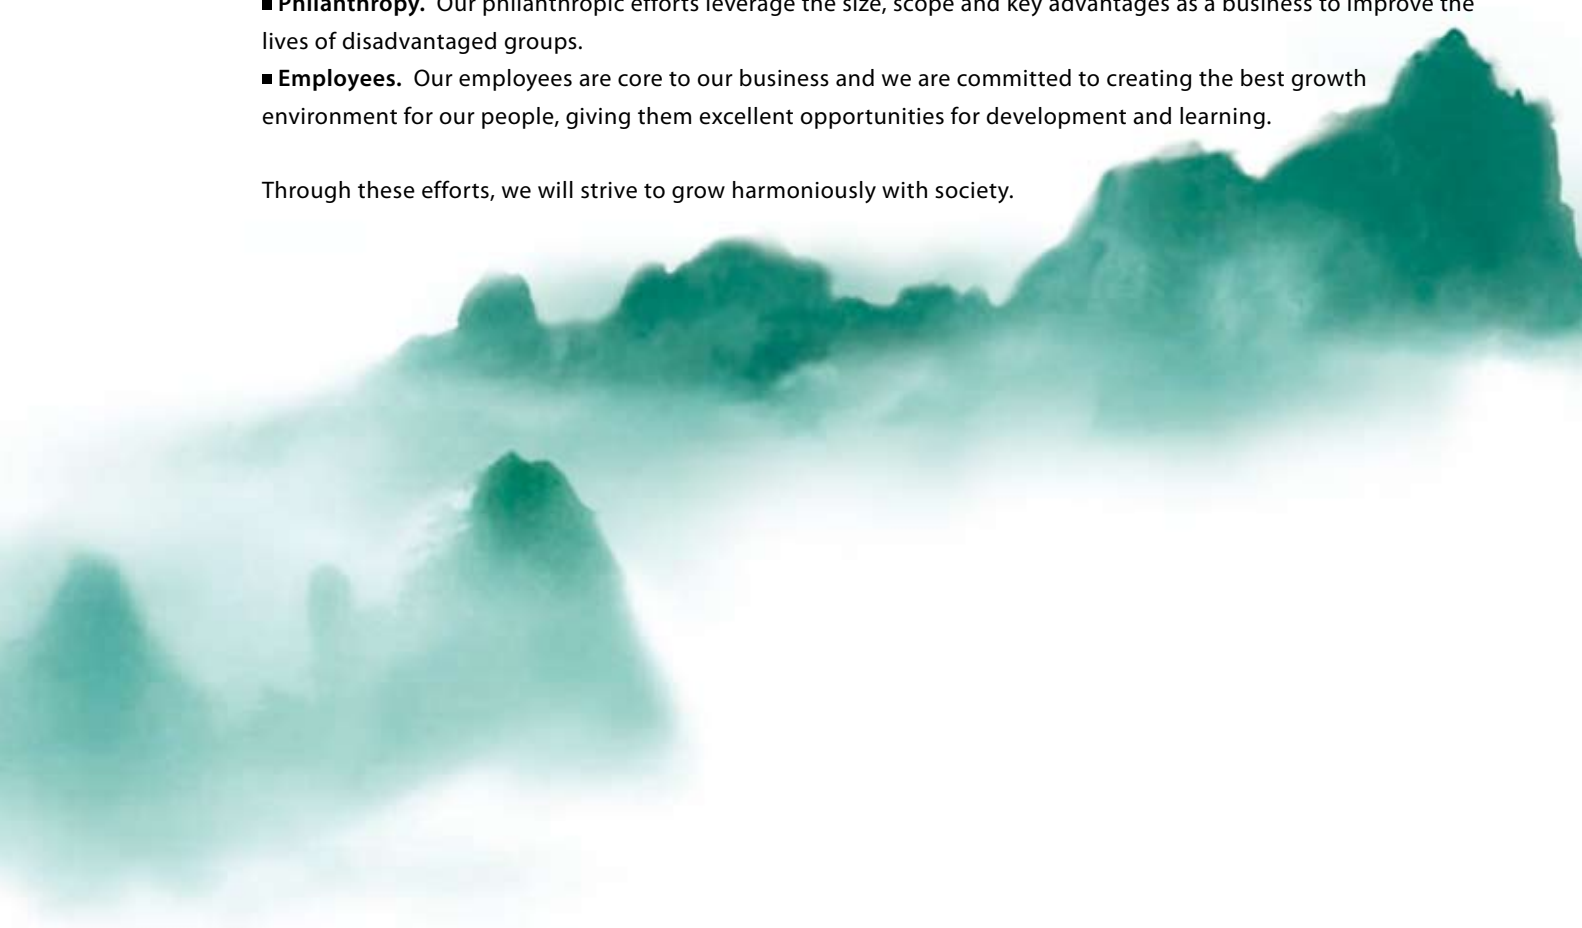 ■ Philanthropy. Our philanthropic efforts leverage the size, scope and key advantages as a business to improve the
lives of disadvantaged groups.
■ Employees. Our employees are core to our business and we are committed to creating the best growth
environment for our people, giving them excellent opportunities for development and learning.
Through these efforts, we will strive to grow harmoniously with society.